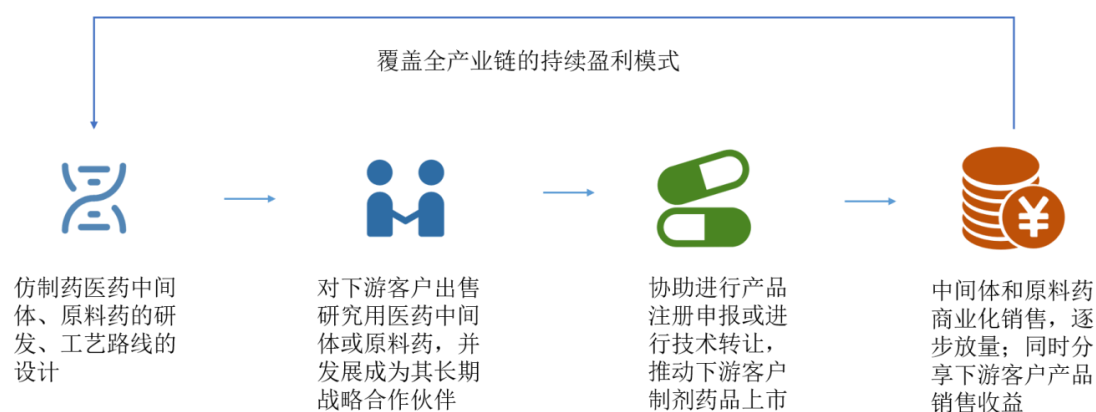 覆盖全产业链的持续盈利模式
¥
仿制药医药中间
体、原料药的研
发、工艺路线的
设计
对下游客户出售
研究用医药中间
体或原料药，并
发展成为其长期
战略合作伙伴
协助进行产品
注册申报或进
行技术转让，
推动下游客户
制剂药品上市
中间体和原料药
商业化销售，逐
步放量；同时分
享下游客户产品
销售收益